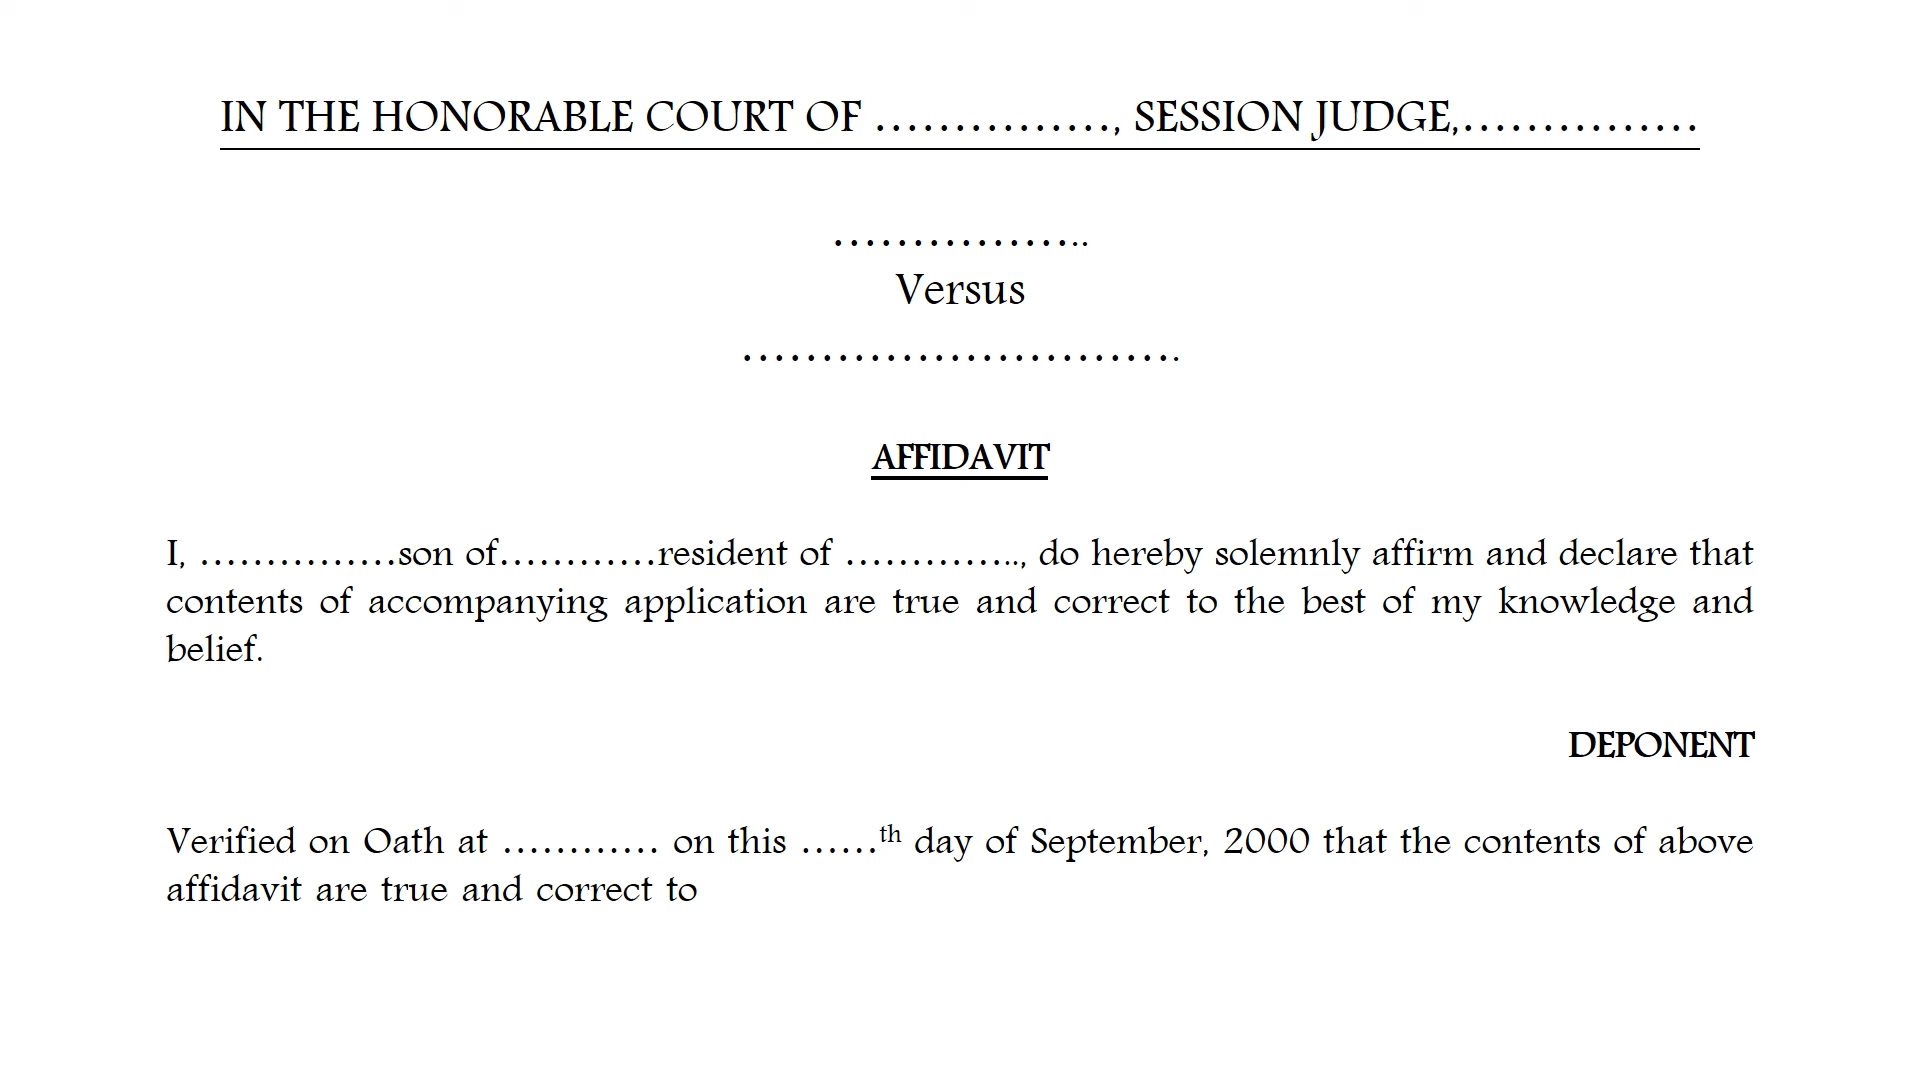 IN THE HONORABLE COURT OF ……………, SESSION JUDGE,……………
……………..
Versus
……………………….
AFFIDAVIT
I, ……………son of…………resident of ………….., do hereby solemnly affirm and declare that
contents of accompanying application are true and correct to the best of my knowledge and
belief.
DEPONENT
Verified on Oath at ………… on this ……th day of September, 2000 that the contents of above
affidavit are true and correct to